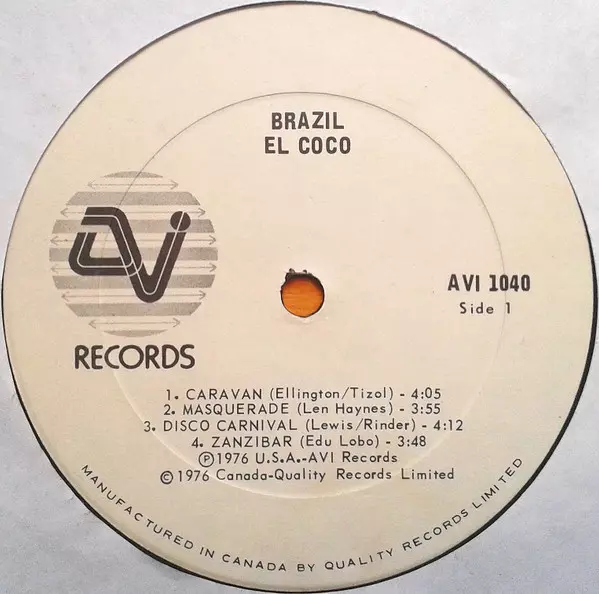 BRAZIL
EL COCO
AVi
RECORDS
AVI 1040
Side 1
1. CARAVAN (Ellington/Tizol) - 4:05
2. MASQUERADE (Len Haynes) - 3:55
3. DISCO CARNIVAL (Lewis/Rinder) - 4:12
4. ZANZIBAR (Edu Lobo) - 3:48
Ⓟ1976 U.S.A.-AVI Records
©1976 Canada-Quality Records Limited
MANUFACTURED IN CANADA BY QUALITY RECORDS LIMITED